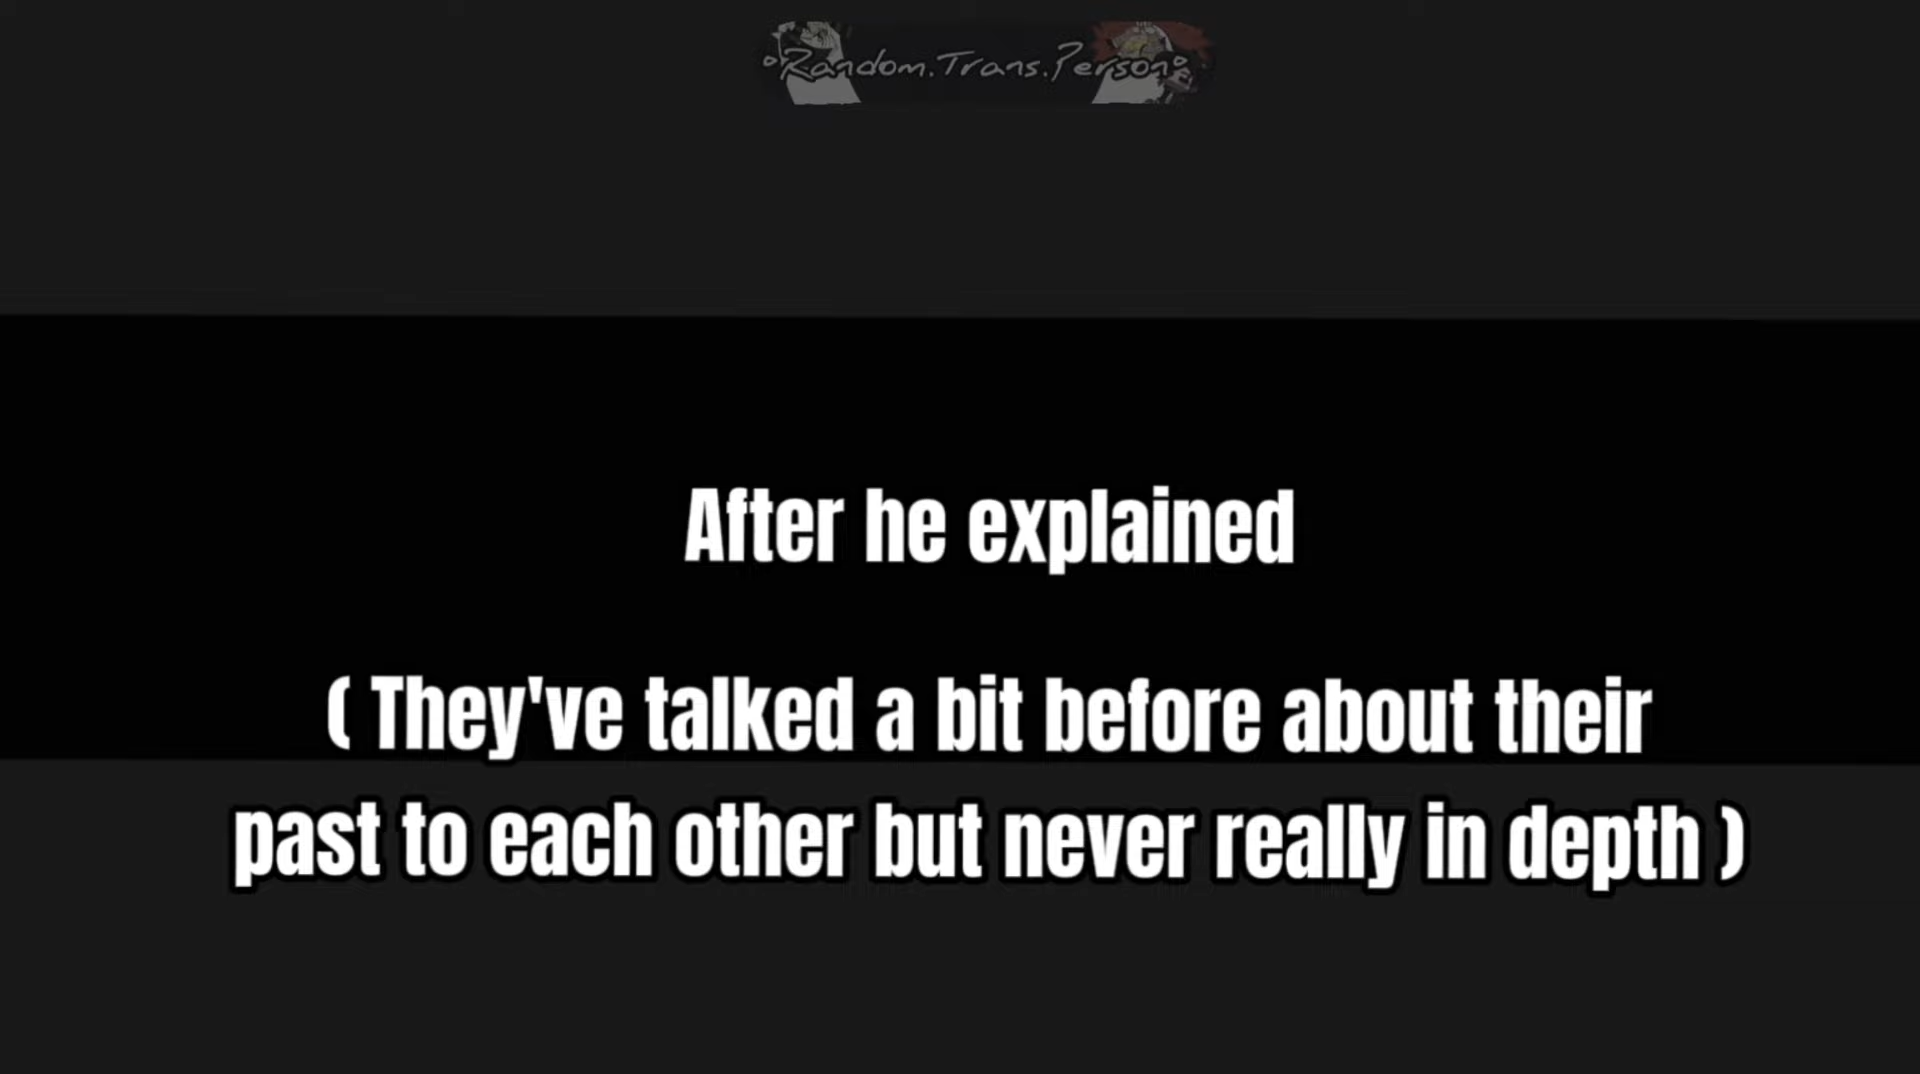 °Random.Trans.Person°
After he explained
( They've talked a bit before about their
past to each other but never really in depth )